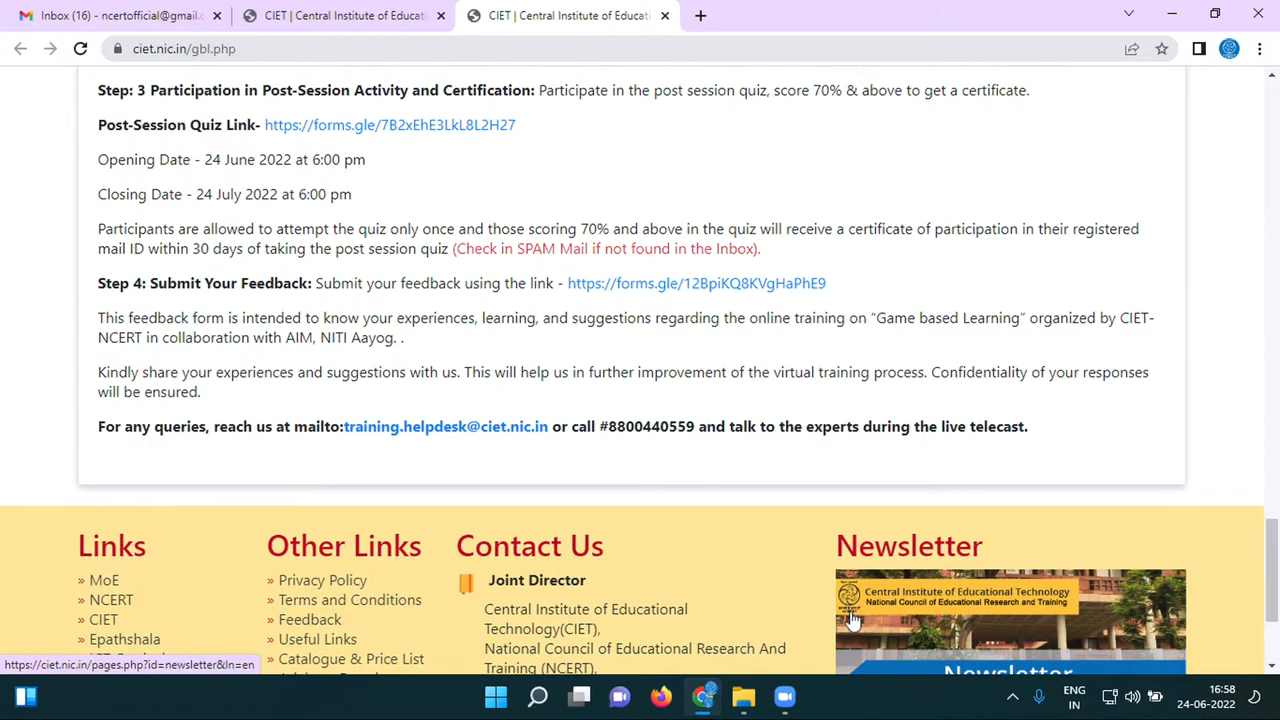 Inbox (16) - ncertofficial@gmail.c
CIET | Central Institute of Educati
CIET | Central Institute of Educati
ciet.nic.in/gbl.php
Step: 3 Participation in Post-Session Activity and Certification: Participate in the post session quiz, score 70% & above to get a certificate.
Post-Session Quiz Link- https://forms.gle/7B2xEhE3LkL8L2H27
Opening Date - 24 June 2022 at 6:00 pm
Closing Date - 24 July 2022 at 6:00 pm
Participants are allowed to attempt the quiz only once and those scoring 70% and above in the quiz will receive a certificate of participation in their registered
mail ID within 30 days of taking the post session quiz (Check in SPAM Mail if not found in the Inbox).
Step 4: Submit Your Feedback: Submit your feedback using the link - https://forms.gle/12BpiKQ8KVgHaPhE9
This feedback form is intended to know your experiences, learning, and suggestions regarding the online training on “Game based Learning” organized by CIET-
NCERT in collaboration with AIM, NITI Aayog. .
Kindly share your experiences and suggestions with us. This will help us in further improvement of the virtual training process. Confidentiality of your responses
will be ensured.
For any queries, reach us at mailto:training.helpdesk@ciet.nic.in or call #8800440559 and talk to the experts during the live telecast.
Links
» MoE
» NCERT
» CIET
» Epathshala
Other Links
» Privacy Policy
» Terms and Conditions
» Feedback
» Useful Links
» Catalogue & Price List
Contact Us
Joint Director
Central Institute of Educational
Technology(CIET),
National Council of Educational Research And
Training (NCERT),
Newsletter
Central Institute of Educational Technology
National Council of Educational Research and Training
Newsletter
https://ciet.nic.in/pages.php?id=newsletter&ln=en
ENG
IN
16:58
24-06-2022